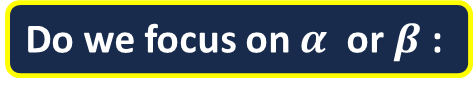 Do we focus on α or β :